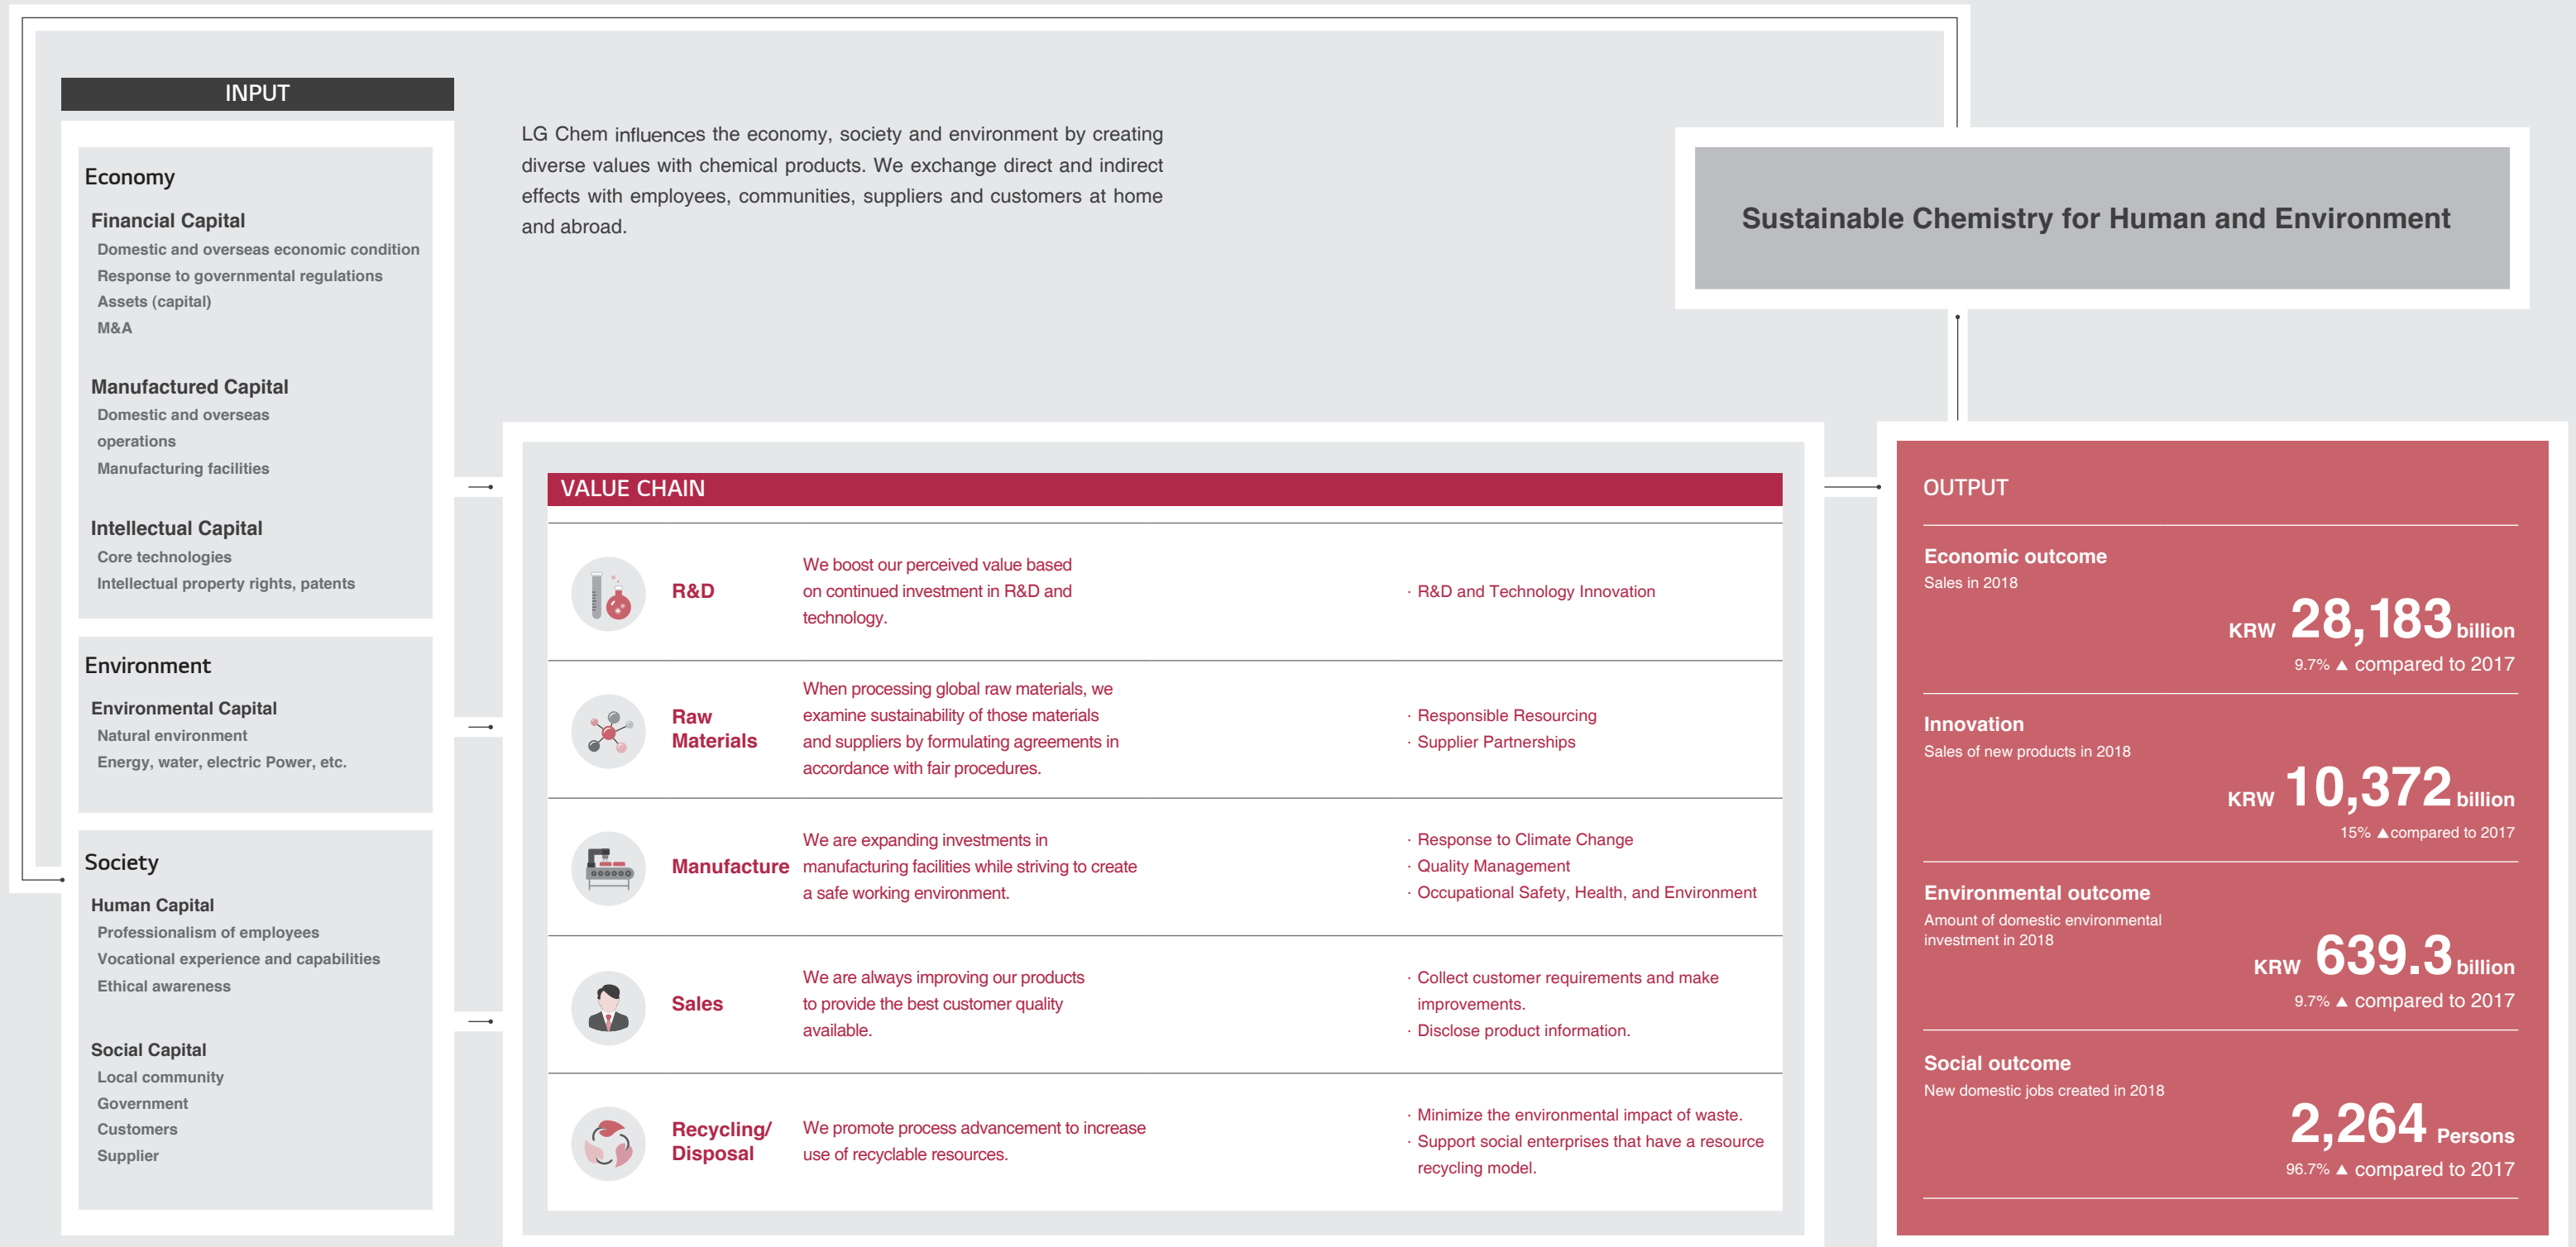 INPUT
Economy
Financial Capital
Domestic and overseas economic condition
Response to governmental regulations
Assets (capital)
M&A
Manufactured Capital
Domestic and overseas
operations
Manufacturing facilities
Intellectual Capital
Core technologies
Intellectual property rights, patents
Environment
Environmental Capital
Natural environment
Energy, water, electric Power, etc.
Society
Human Capital
Professionalism of employees
Vocational experience and capabilities
Ethical awareness
Social Capital
Local community
Government
Customers
Supplier
LG Chem influences the economy, society and environment by creating
diverse values with chemical products. We exchange direct and indirect
effects with employees, communities, suppliers and customers at home
and abroad.
Sustainable Chemistry for Human and Environment
VALUE CHAIN
R&D
We boost our perceived value based
on continued investment in R&D and
technology.
· R&D and Technology Innovation
Raw
Materials
When processing global raw materials, we
examine sustainability of those materials
and suppliers by formulating agreements in
accordance with fair procedures.
· Responsible Resourcing
· Supplier Partnerships
Manufacture
We are expanding investments in
manufacturing facilities while striving to create
a safe working environment.
· Response to Climate Change
· Quality Management
· Occupational Safety, Health, and Environment
Sales
We are always improving our products
to provide the best customer quality
available.
· Collect customer requirements and make
improvements.
· Disclose product information.
Recycling/
Disposal
We promote process advancement to increase
use of recyclable resources.
· Minimize the environmental impact of waste.
· Support social enterprises that have a resource
recycling model.
OUTPUT
Economic outcome
Sales in 2018
KRW 28,183 billion
9.7% ▲ compared to 2017
Innovation
Sales of new products in 2018
KRW 10,372 billion
15% ▲compared to 2017
Environmental outcome
Amount of domestic environmental
investment in 2018
KRW 639.3 billion
9.7% ▲ compared to 2017
Social outcome
New domestic jobs created in 2018
2,264 Persons
96.7% ▲ compared to 2017